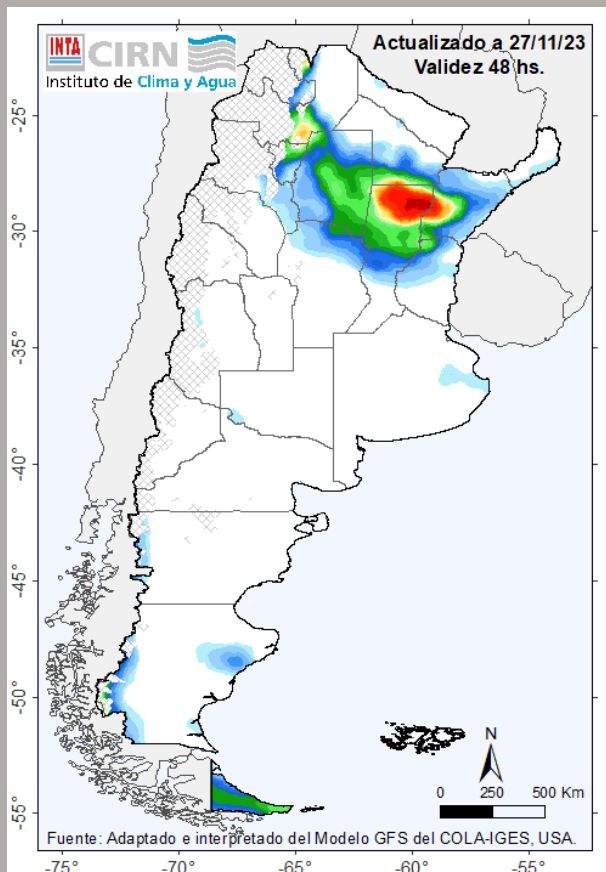 INTA CIRN
Instituto de Clima y Agua
Actualizado a 27/11/23
Validez 48 hs.
-25°
-30°
-35°
-40°
-45°
-50°
-55°
N
0 250 500 Km
Fuente: Adaptado e interpretado del Modelo GFS del COLA-IGES, USA.
-75° -70° -65° -60° -55°